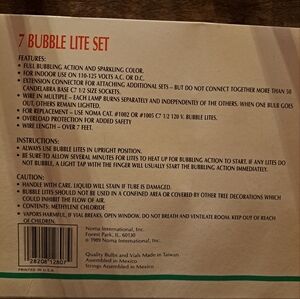 7 BUBBLE LITE SET
FEATURES:
• FULL BUBBLING ACTION AND SPARKLING COLOR.
• FOR INDOOR USE ON 110-125 VOLTS A.C. OR D.C.
• EXTENSION CONNECTOR FOR ATTACHING ADDITIONAL SETS – BUT DO NOT CONNECT TOGETHER MORE THAN 50
CANDELABRA BASE C7 1/2 SIZE SOCKETS.
• WIRE IN MULTIPLE – EACH LAMP BURNS SEPARATELY AND INDEPENDENTLY OF THE OTHERS. WHEN ONE BULB GOES
OUT, OTHERS REMAIN LIGHTED.
• FOR REPLACEMENT – USE NOMA CAT. #1002 OR #1005 C7 1/2 120 V. BUBBLE LITES.
• OVERLOAD PROTECTION FOR ADDED SAFETY
• WIRE LENGTH – OVER 7 FEET.
INSTRUCTIONS:
• ALWAYS USE BUBBLE LITES IN UPRIGHT POSITION.
• BE SURE TO ALLOW SEVERAL MINUTES FOR LITES TO HEAT UP FOR BUBBLING ACTION TO START. IF ANY LITES DO
NOT BUBBLE, A LIGHT TAP WITH THE FINGER WILL USUALLY START THE BUBBLING ACTION IMMEDIATELY.
CAUTION:
• HANDLE WITH CARE. LIQUID WILL STAIN IF TUBE IS DAMAGED.
• BUBBLE LITES SHOULD NOT BE USED IN A CONFINED AREA OR COVERED BY OTHER TREE DECORATIONS WHICH
COULD INHIBIT THE FLOW OF AIR.
• CONTENTS: METHYLENE CHLORIDE
• VAPORS HARMFUL. IF VIAL BREAKS, OPEN WINDOW. DO NOT BREATH AND VENTILATE ROOM. KEEP OUT OF REACH
OF CHILDREN.
Noma International, Inc.
Forest Park, IL 60130
© 1989 Noma International, Inc.
Quality Bulbs and Vials Made in Taiwan
Assembled in Mexico
Strings Assembled in Mexico
28208 12807
PRINTED IN U.S.A.